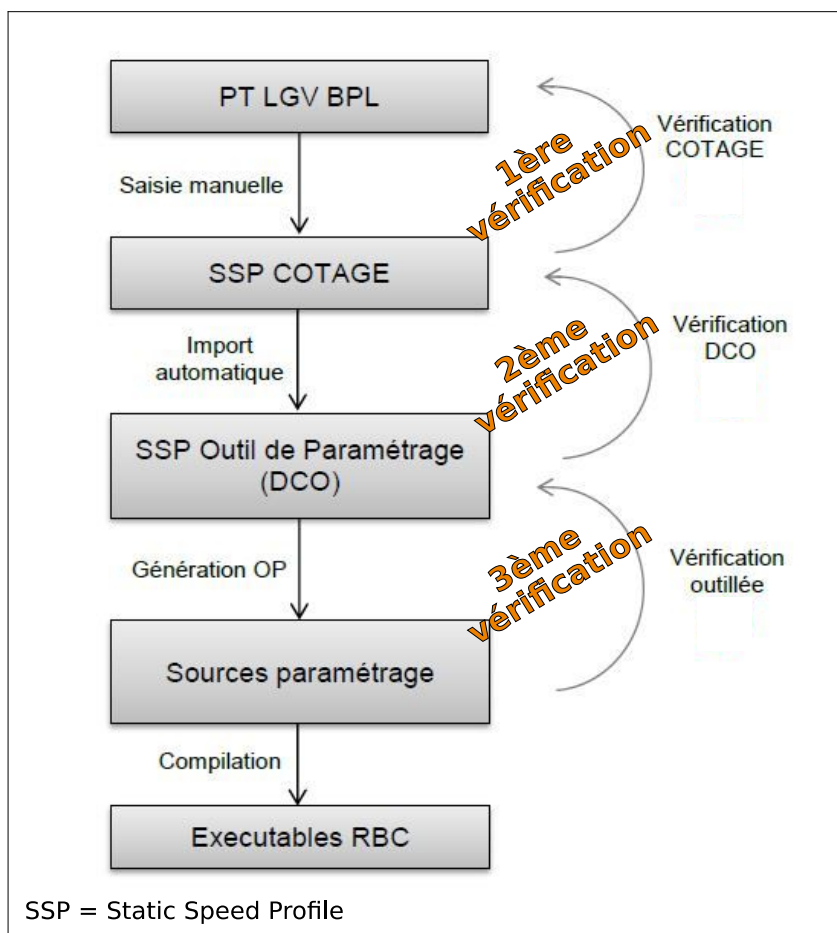 PT LGV BPL
Vérification
COTAGE
1ère
vérification
Saisie manuelle
SSP COTAGE
Import
automatique
2ème
vérification
Vérification
DCO
SSP Outil de Paramétrage
(DCO)
Génération OP
3ème
vérification
Vérification
outillée
Sources paramétrage
Compilation
Executables RBC
SSP = Static Speed Profile